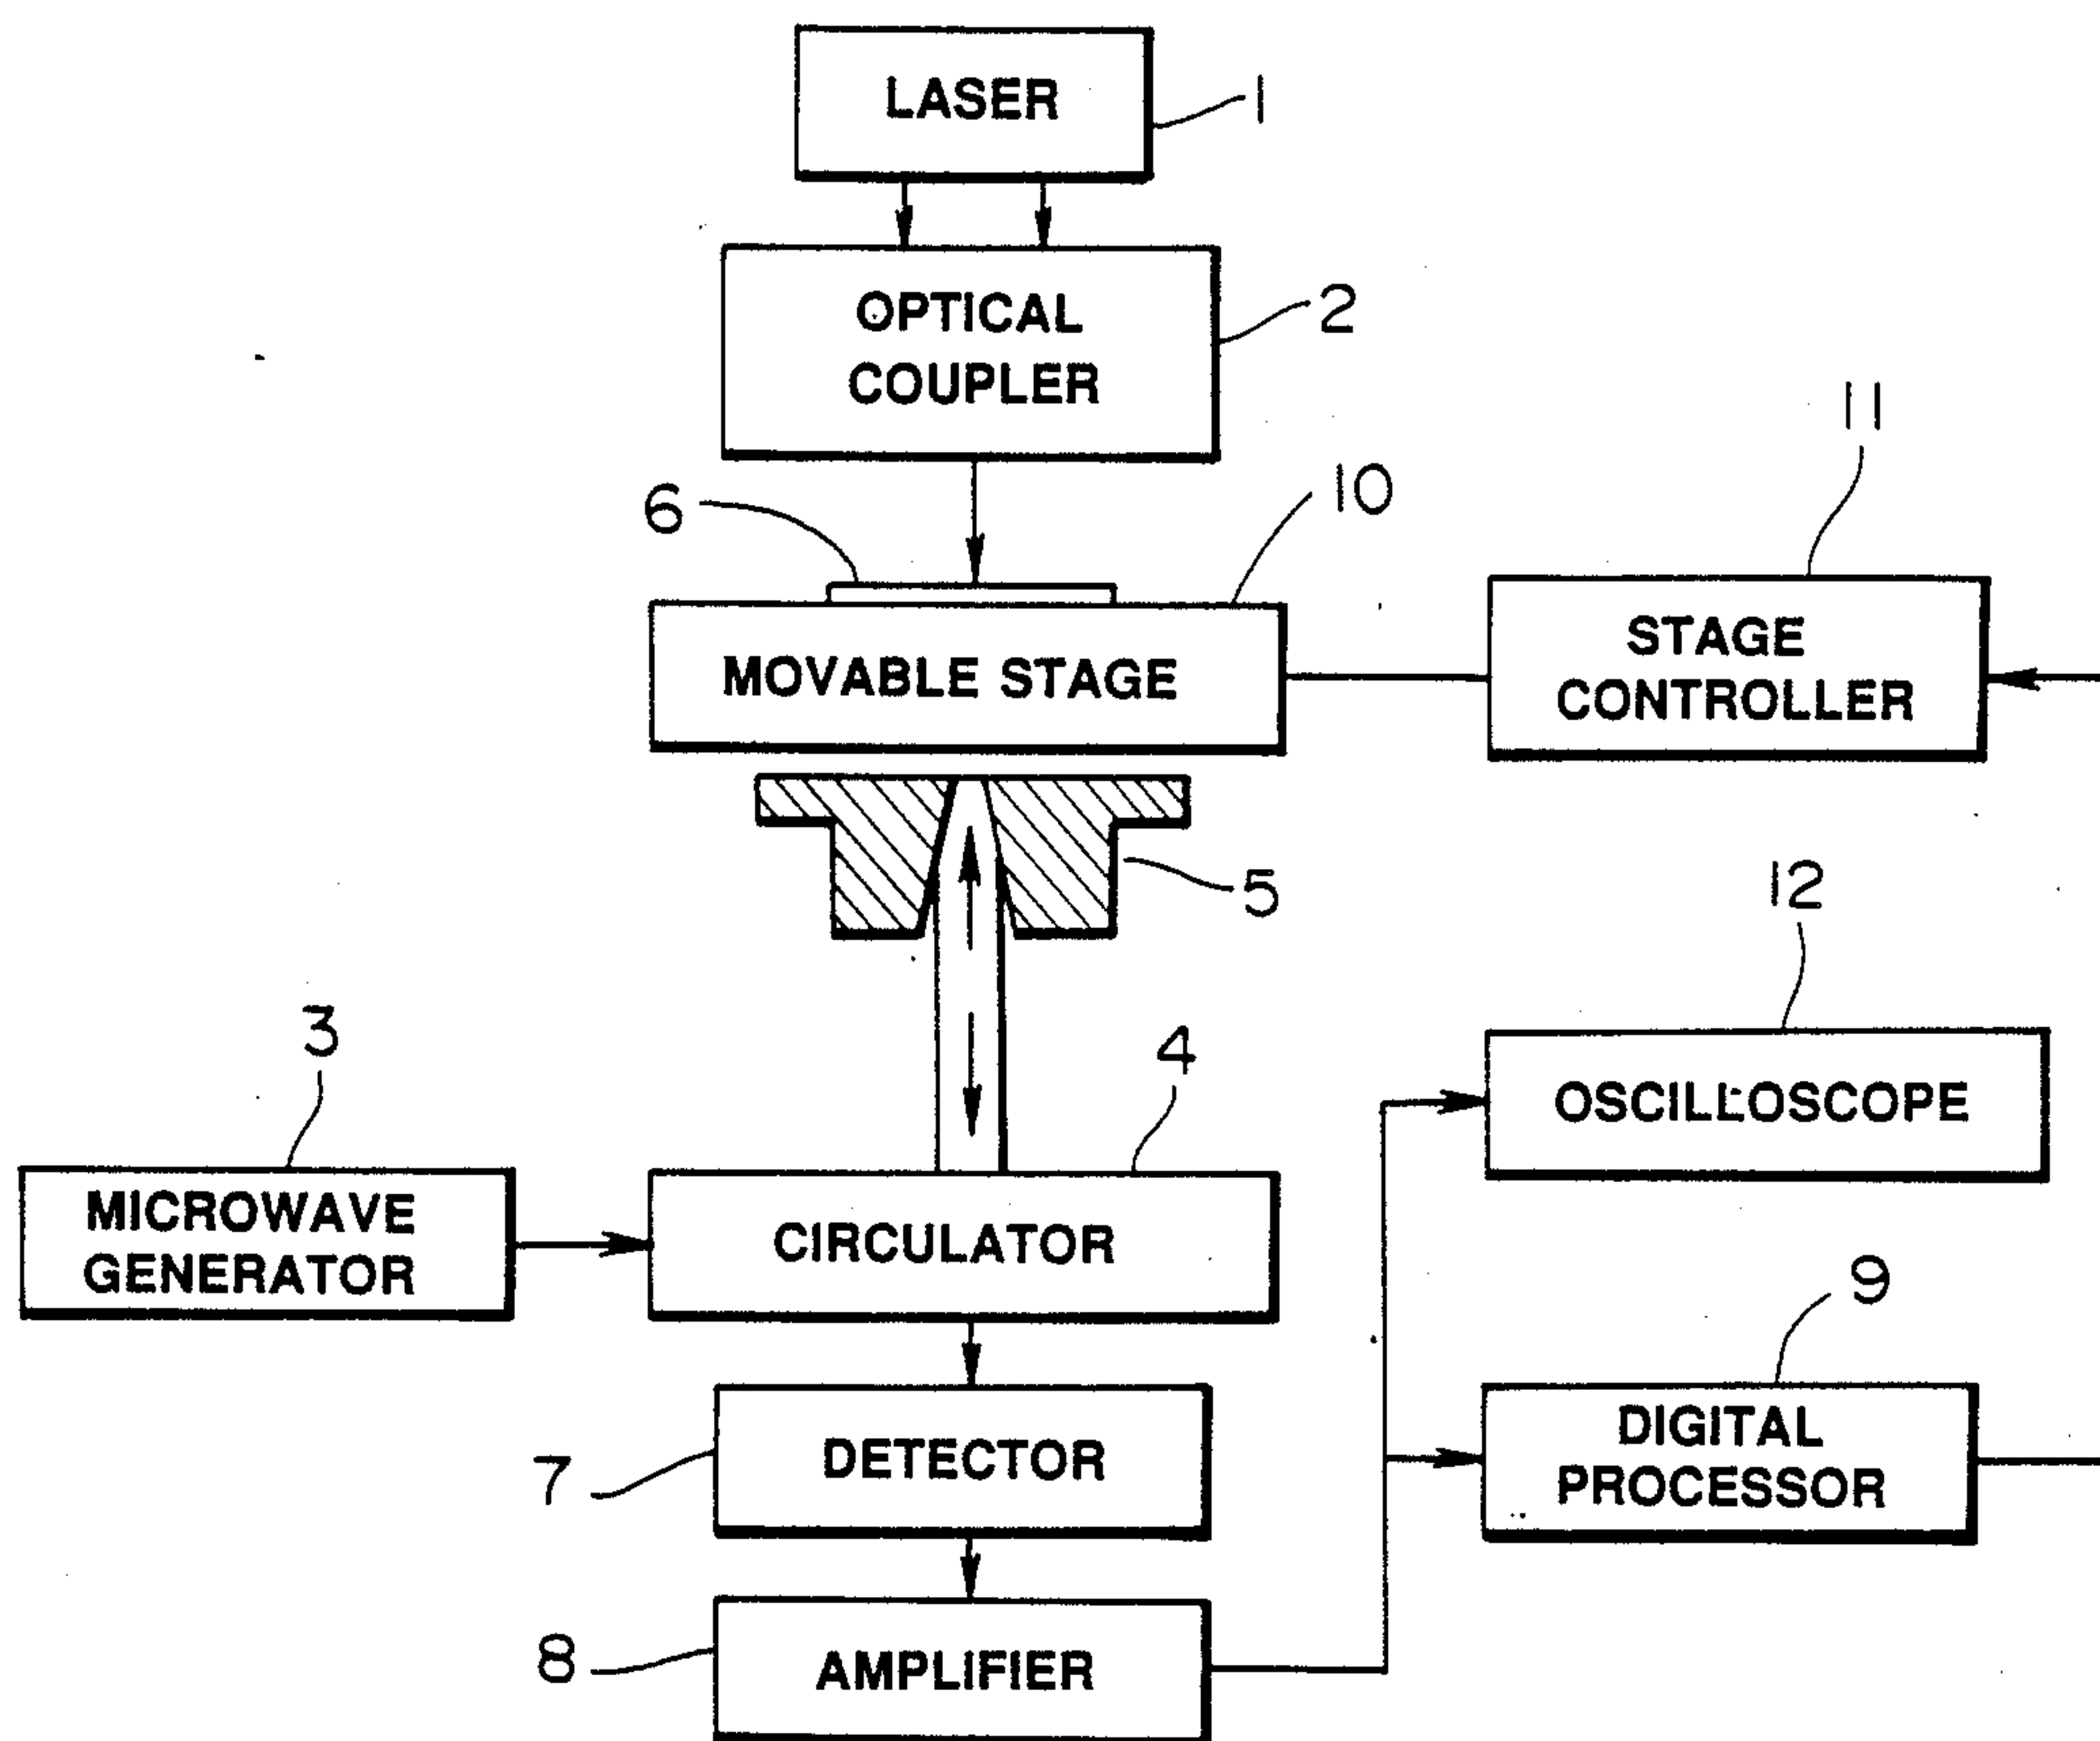 LASER
1
OPTICAL
COUPLER
2
6
10
11
MOVABLE STAGE
STAGE
CONTROLLER
5
12
3
4
OSCILLOSCOPE
MICROWAVE
GENERATOR
CIRCULATOR
9
DETECTOR
7
DIGITAL
PROCESSOR
8
AMPLIFIER